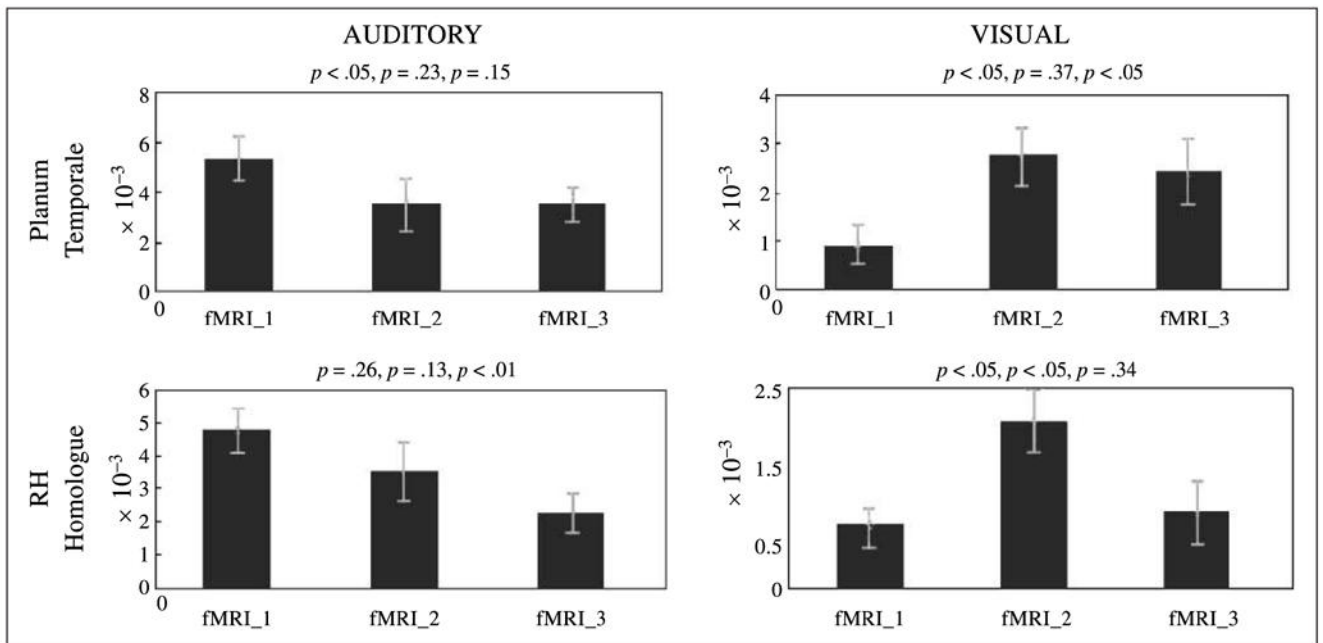 AUDITORY
p < .05, p = .23, p = .15
Planum
Temporale
× 10⁻³
8
6
4
2
0
0
fMRI_1 fMRI_2 fMRI_3
VISUAL
p < .05, p = .37, p < .05
× 10⁻³
4
3
2
1
0
fMRI_1 fMRI_2 fMRI_3
RH
Homologue
p = .26, p = .13, p < .01
× 10⁻³
6
5
4
3
2
1
0
0
fMRI_1 fMRI_2 fMRI_3
p < .05, p < .05, p = .34
× 10⁻³
2.5
1.5
0.5
0
fMRI_1 fMRI_2 fMRI_3